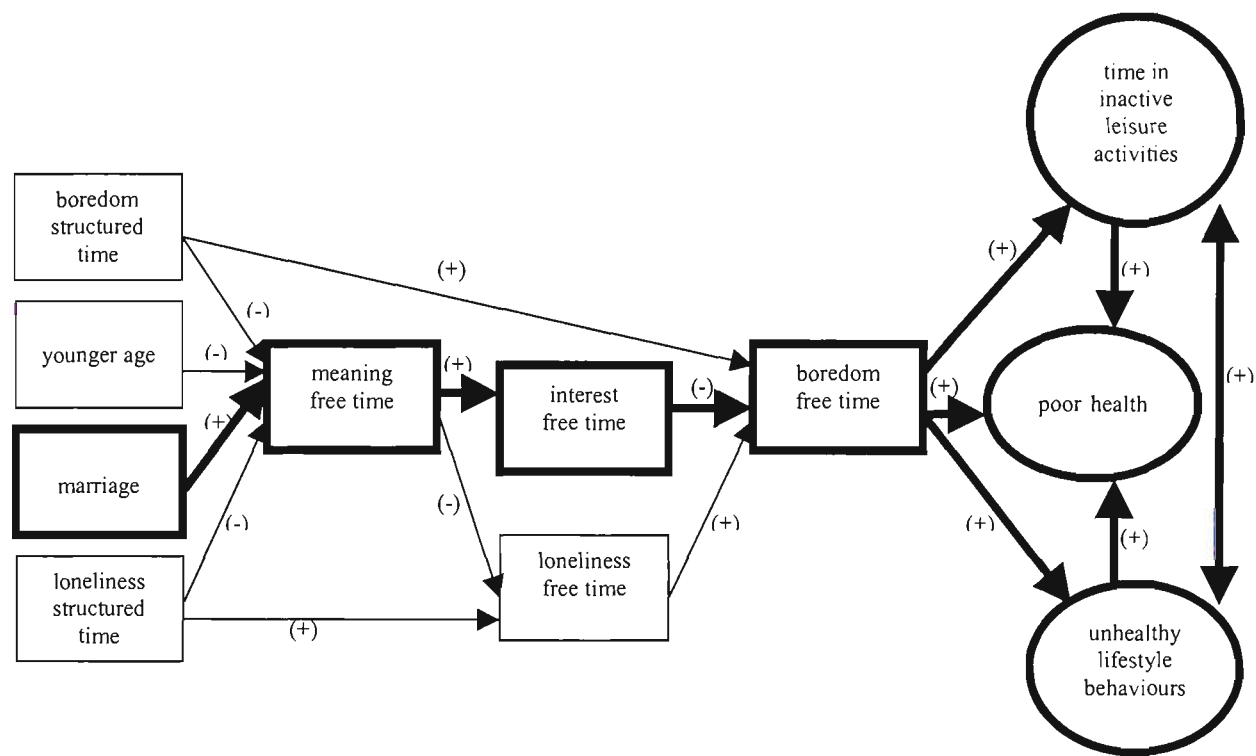 time in
inactive
leisure
activities
boredom
structured
time
(+)
(+)
(+)
(-)
younger age
(-)
meaning
free time
(+)
interest
free time
(-)
boredom
free time
(+)
poor health
(+)
(+)
marriage
(-)
(-)
(+)
(+)
(+)
loneliness
structured
time
(+)
loneliness
free time
unhealthy
lifestyle
behaviours